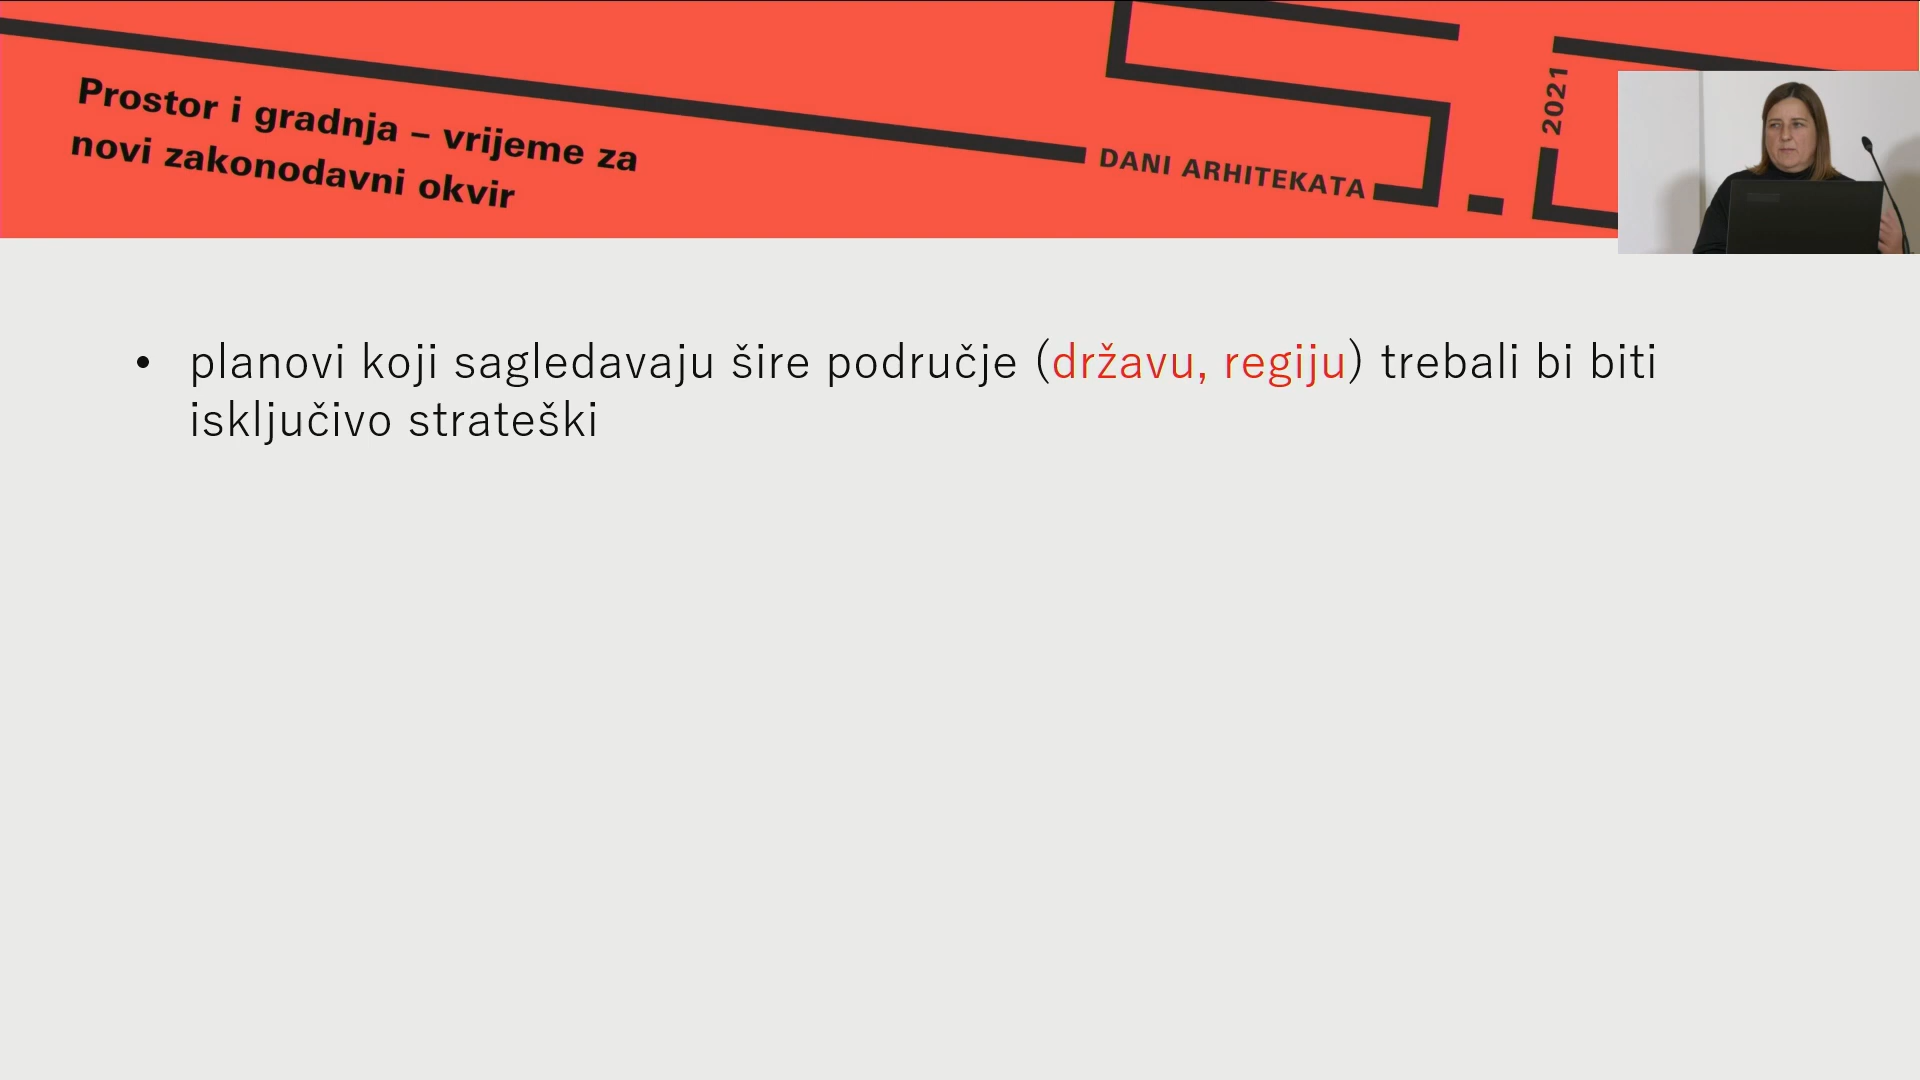 Prostor i gradnja – vrijeme za
novi zakonodavni okvir
DANI ARHITEKATA
2021
• planovi koji sagledavaju šire područje (državu, regiju) trebali bi biti
isključivo strateški